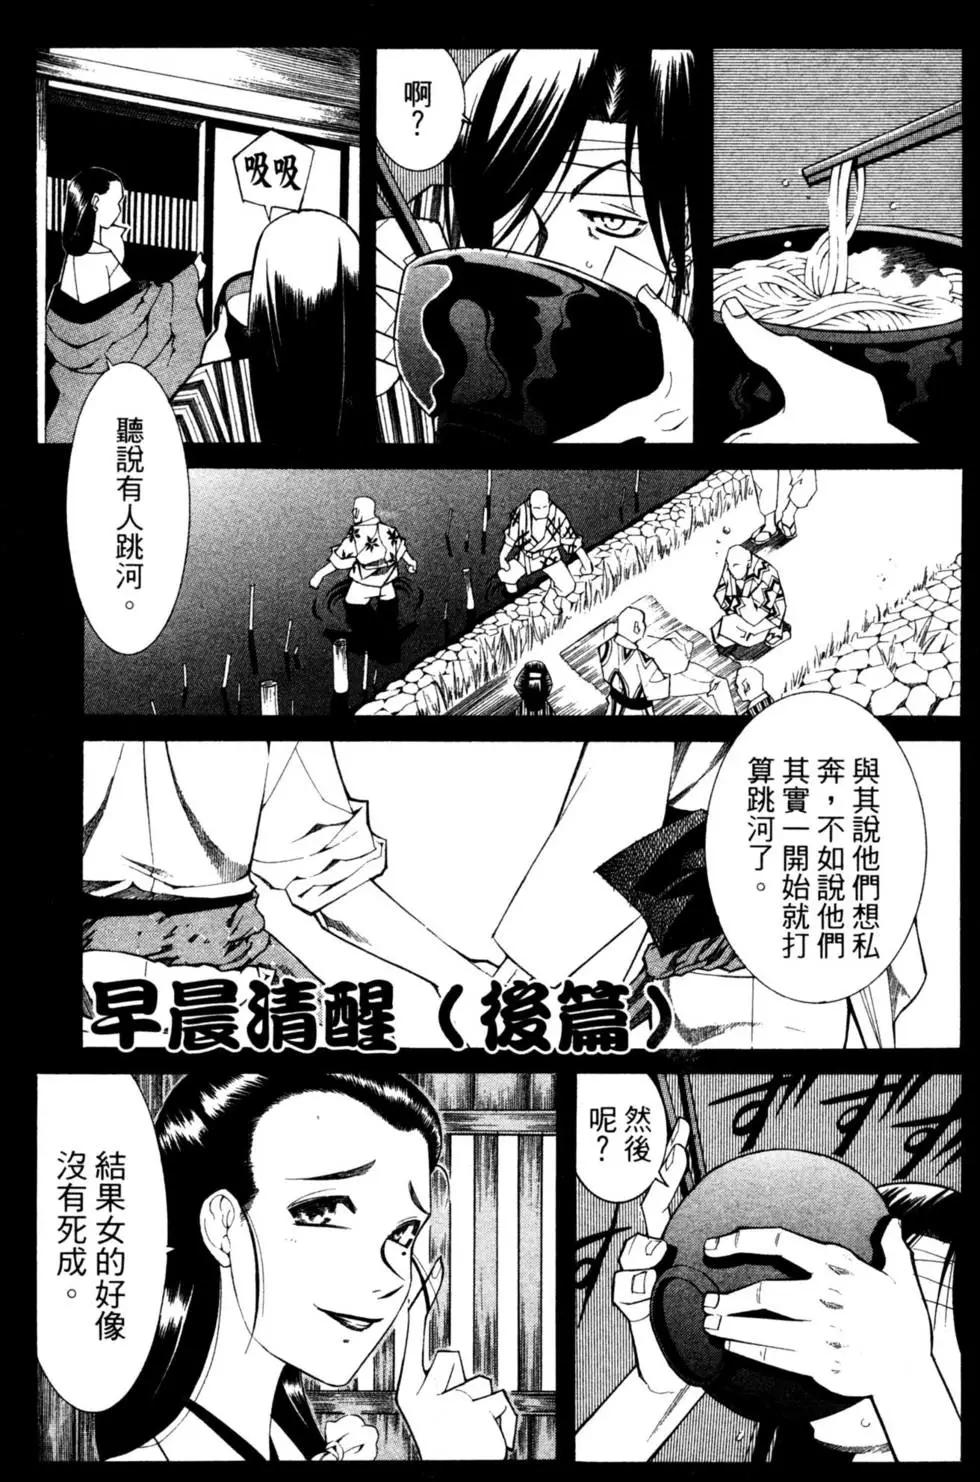 啊？
吸吸
聽說有人跳河。
與其說他們想私
奔，不如說他們
其實一開始就打
算跳河了。
早晨清醒（後篇）
ずずず
然後
呢？
結果女的好像
沒有死成。